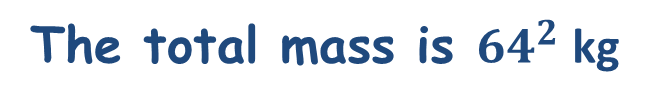 The total mass is 64² kg